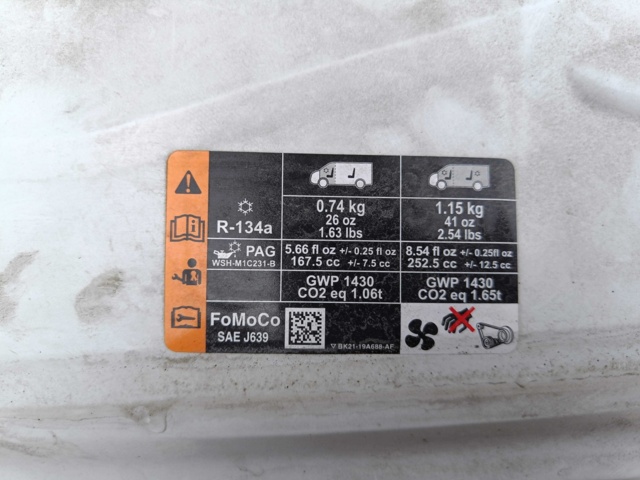 R-134a
0.74 kg
26 oz
1.63 lbs
1.15 kg
41 oz
2.54 lbs
PAG
WSH-M1C231-B
5.66 fl oz +/- 0.25 fl oz
167.5 cc +/- 7.5 cc
8.54 fl oz +/- 0.25fl oz
252.5 cc +/- 12.5 cc
GWP 1430
CO2 eq 1.06t
GWP 1430
CO2 eq 1.65t
FoMoCo
SAE J639
BK21-19A688-AF